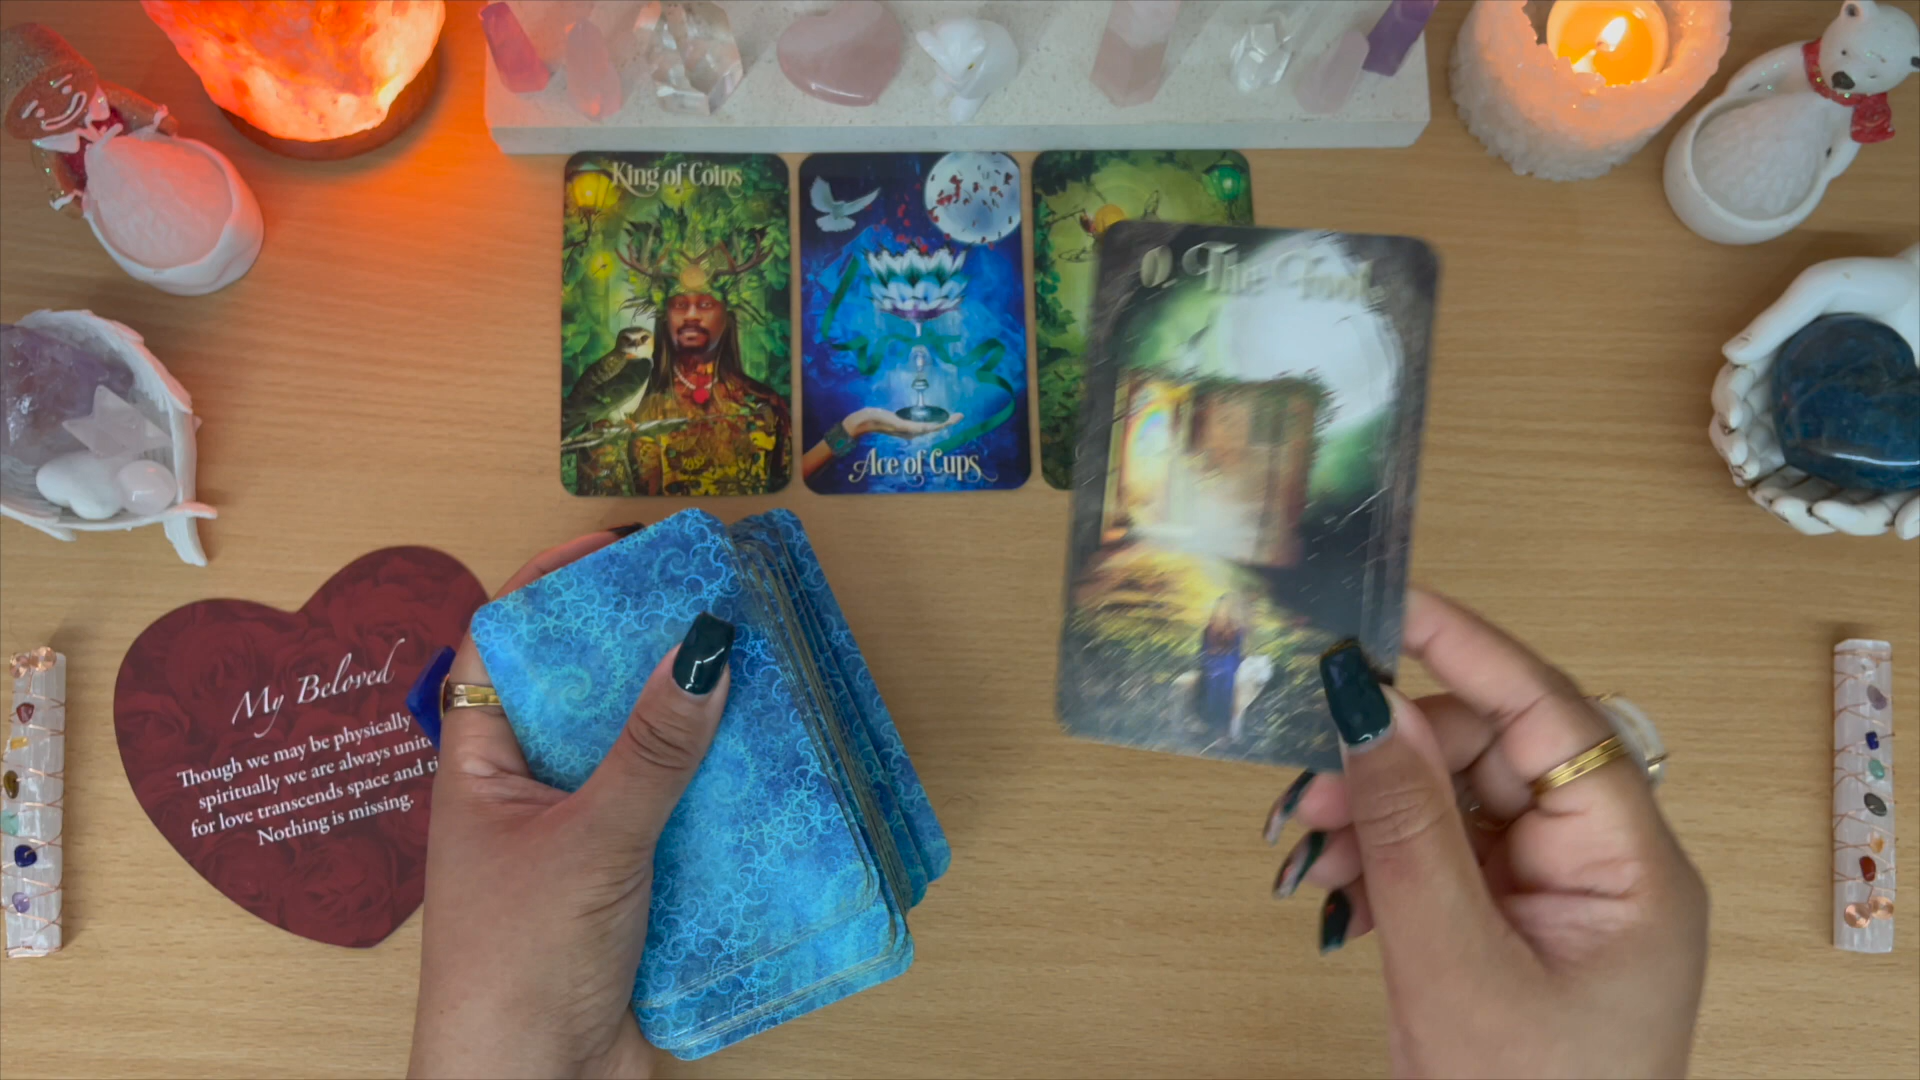 King of Coins
Ace of Cups
0. The Fool
My Beloved
Though we may be physically
spiritually we are always unite
for love transcends space and ti
Nothing is missing.